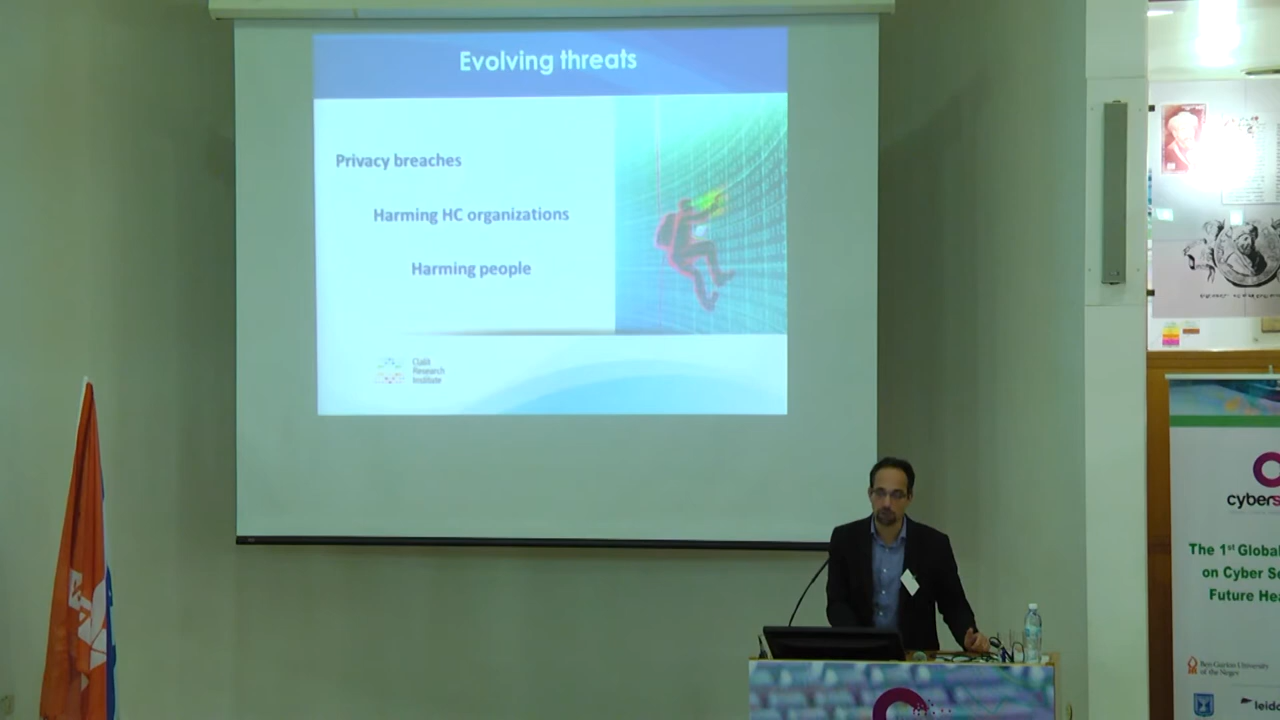 Evolving threats
Privacy breaches
Harming HC organizations
Harming people
Clalit
Research
Institute
cybers
The 1st Global
on Cyber Se
Future Hea
Ben-Gurion University
of the Negev
leido